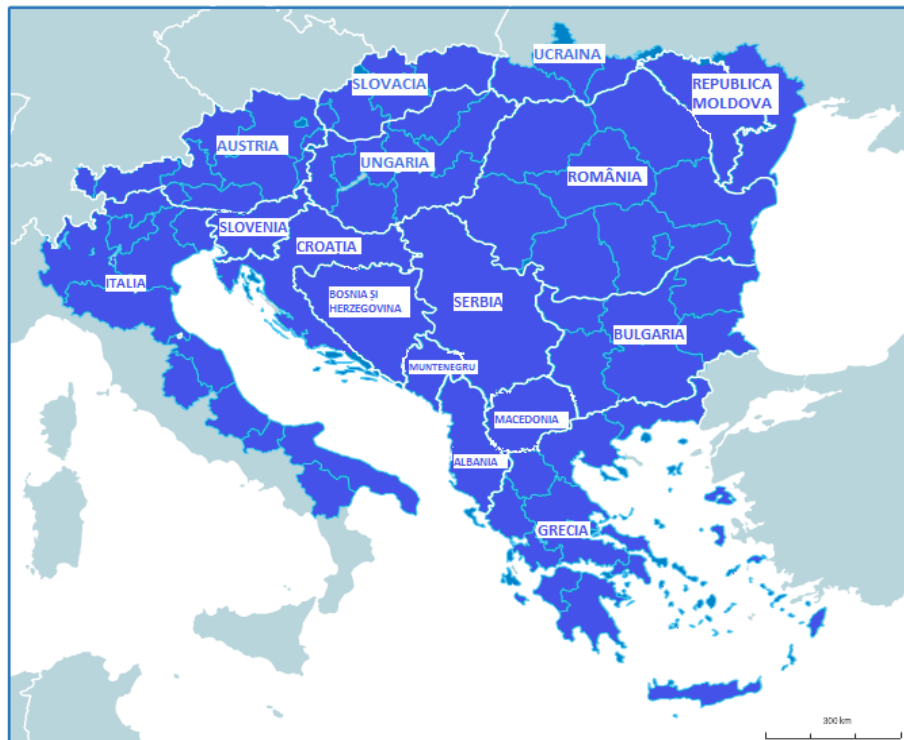 UCRAINA
SLOVACIA
REPUBLICA
MOLDOVA
AUSTRIA
UNGARIA
ROMÂNIA
SLOVENIA
CROAȚIA
ITALIA
BOSNIA ȘI
HERZEGOVINA
SERBIA
BULGARIA
MUNTENEGRU
MACEDONIA
ALBANIA
GRECIA
300 km